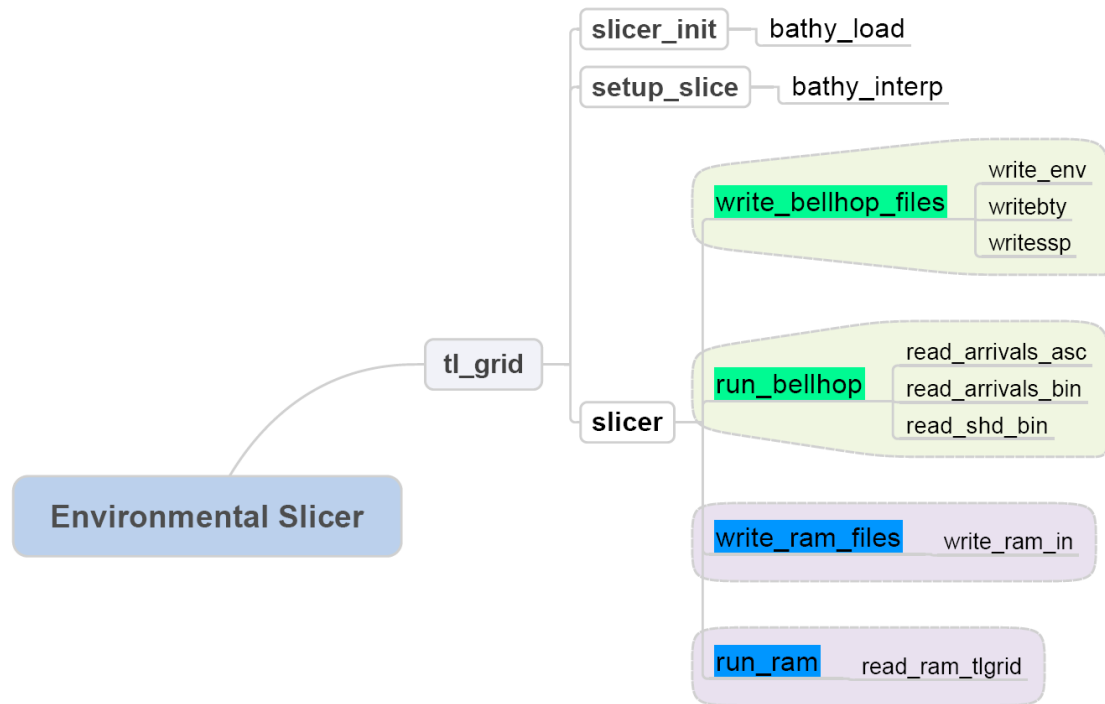 slicer_init
bathy_load
setup_slice
bathy_interp
write_bellhop_files
write_env
writebty
writessp
tl_grid
run_bellhop
read_arrivals_asc
read_arrivals_bin
read_shd_bin
slicer
Environmental Slicer
write_ram_files
write_ram_in
run_ram
read_ram_tlgrid